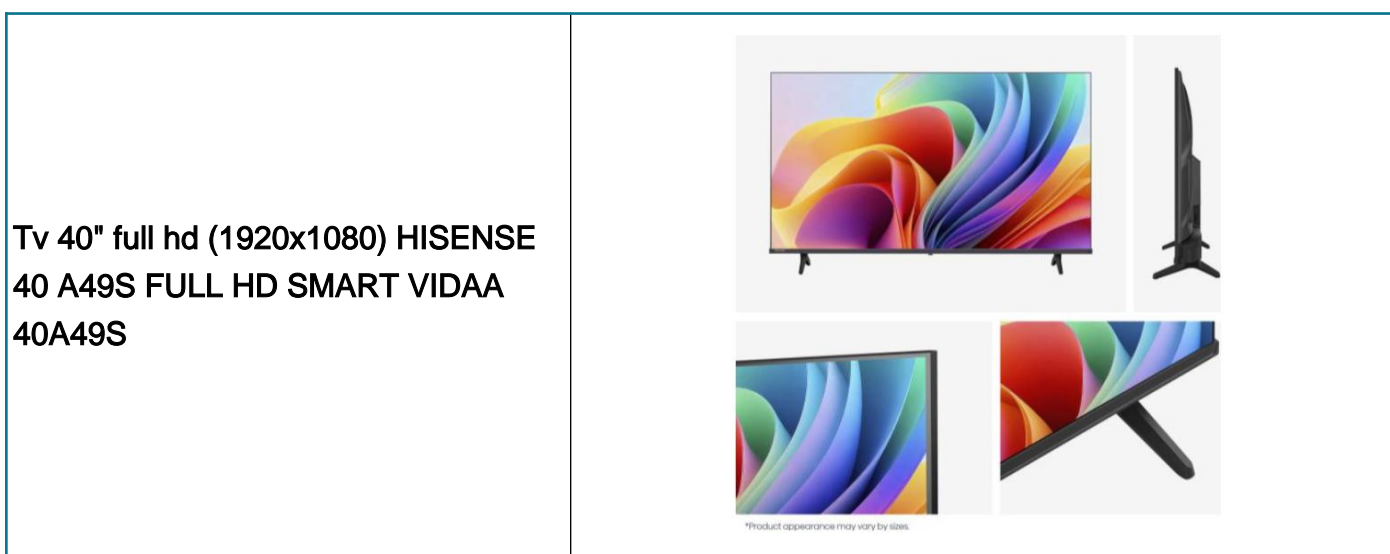 Tv 40" full hd (1920x1080) HISENSE
40 A49S FULL HD SMART VIDAA
40A49S
*Product appearance may vary by sizes.